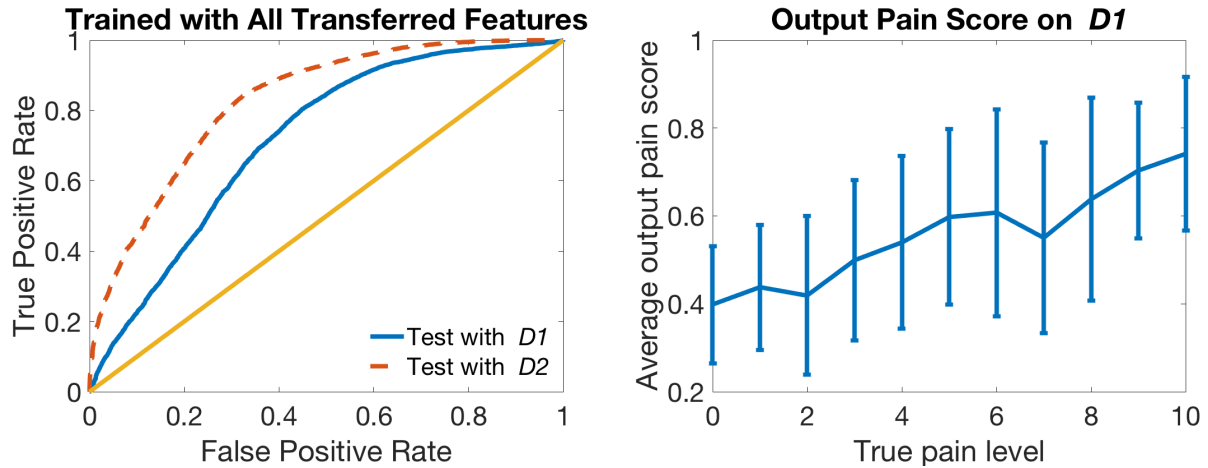 Trained with All Transferred Features
True Positive Rate
1
0.8
0.6
0.4
0.2
0
Test with D1
Test with D2
0 0.2 0.4 0.6 0.8 1
False Positive Rate
Output Pain Score on D1
Average output pain score
1
0.8
0.6
0.4
0.2
0 2 4 6 8 10
True pain level